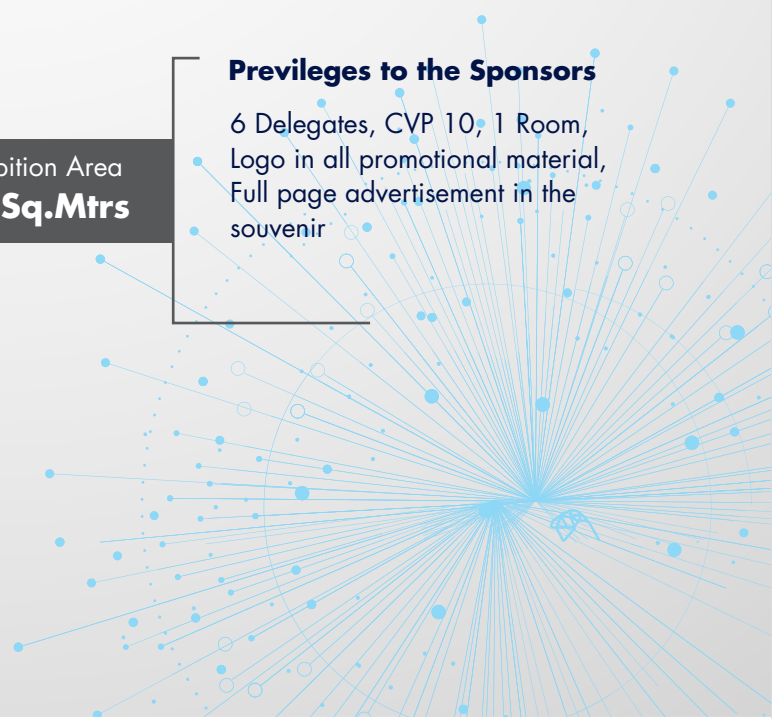 Previleges to the Sponsors
6 Delegates, CVP 10, 1 Room,
Logo in all promotional material,
Full page advertisement in the
souvenir
Area
Sq.Mtrs